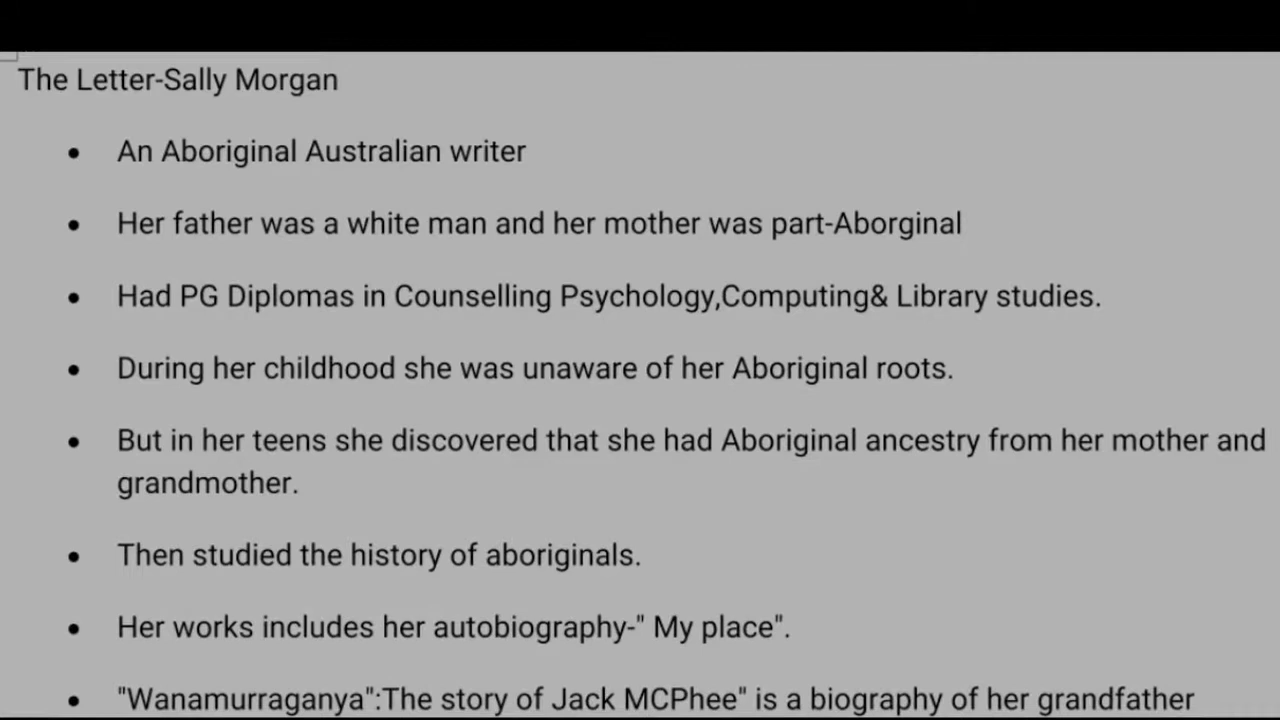 The Letter-Sally Morgan
• An Aboriginal Australian writer
• Her father was a white man and her mother was part-Aborginal
• Had PG Diplomas in Counselling Psychology,Computing& Library studies.
• During her childhood she was unaware of her Aboriginal roots.
• But in her teens she discovered that she had Aboriginal ancestry from her mother and
grandmother.
• Then studied the history of aboriginals.
• Her works includes her autobiography-" My place".
• "Wanamurraganya":The story of Jack MCPhee" is a biography of her grandfather